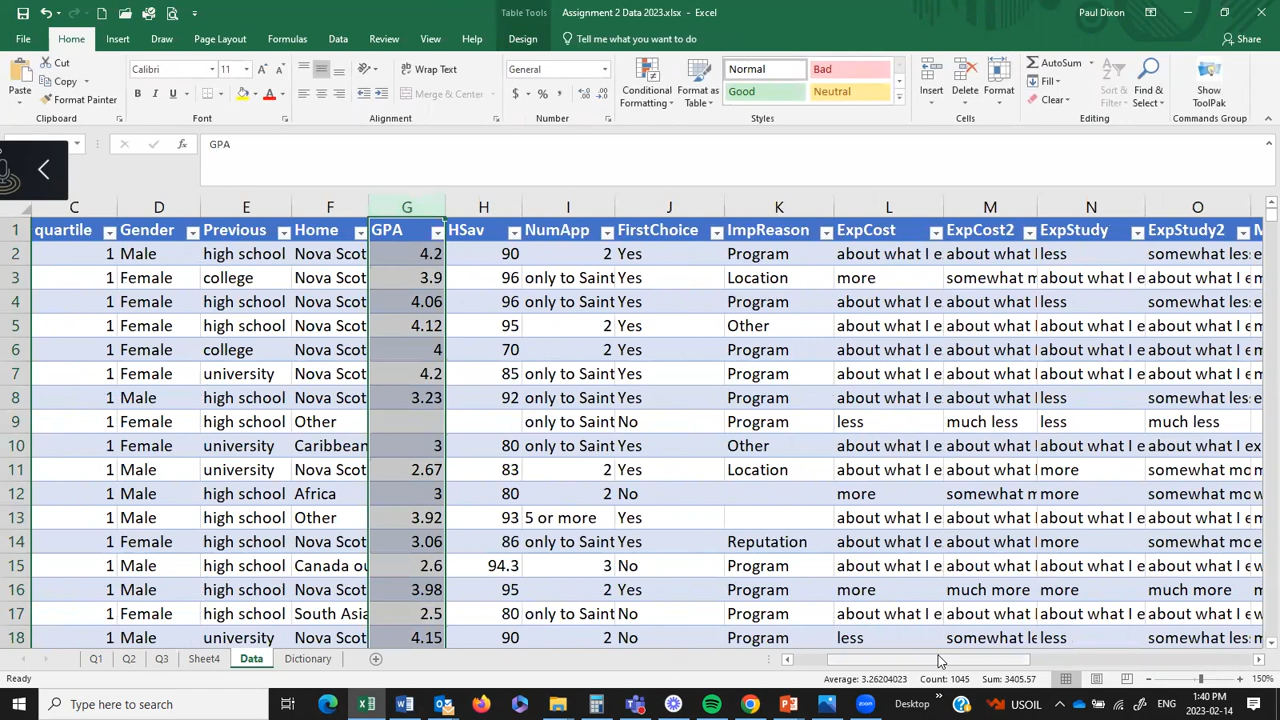 Table Tools
Assignment 2 Data 2023.xlsx - Excel
Paul Dixon
File Home Insert Draw Page Layout Formulas Data Review View Help Design Tell me what you want to do Share
Paste
Cut
Copy
Format Painter
Calibri 11
B I U
Wrap Text
Merge & Center
General
$ % ,
Conditional Formatting
Format as Table
Normal Bad
Good Neutral
Insert Delete Format
AutoSum
Fill
Clear
Sort & Filter
Find & Select
Show ToolPak
Clipboard Font Alignment Number Styles Cells Editing Commands Group
GPA
C D E F G H I J K L M N O
1 quartile Gender Previous Home GPA HSav NumApp FirstChoice ImpReason ExpCost ExpCost2 ExpStudy ExpStudy2
2 1 Male high school Nova Scot 4.2 90 2 Yes Program about what I e about what I less somewhat les
3 1 Female college Nova Scot 3.9 96 only to Saint Yes Location more somewhat m about what I e about what I e
4 1 Female high school Nova Scot 4.06 96 only to Saint Yes Program about what I e about what I less somewhat les
5 1 Male high school Nova Scot 4.12 95 2 Yes Other about what I e about what I about what I e about what I e
6 1 Female college Nova Scot 4 70 2 Yes Program about what I e about what I about what I e about what I e
7 1 Female university Nova Scot 4.2 85 only to Saint Yes Program about what I e about what I about what I e about what I e
8 1 Male high school Nova Scot 3.23 92 only to Saint Yes Program about what I e about what I less somewhat les
9 1 Female high school Other only to Saint No Program less much less less much less
10 1 Female university Caribbean 3 80 only to Saint Yes Other about what I e about what I about what I e about what I ex
11 1 Male university Nova Scot 2.67 83 2 Yes Location about what I e about what I more somewhat mo
12 1 Male high school Africa 3 80 2 No more somewhat m more somewhat mo
13 1 Male high school Other 3.92 93 5 or more Yes about what I e about what I about what I e about what I e
14 1 Female high school Nova Scot 3.06 86 only to Saint Yes Reputation about what I e about what I more somewhat mo
15 1 Male high school Canada ou 2.6 94.3 3 No Program about what I e about what I about what I e about what I e
16 1 Male high school Nova Scot 3.98 95 2 Yes Program more much more more somewhat mo
17 1 Female high school South Asia 2.5 80 only to Saint No Program about what I e about what I about what I e about what I e
18 1 Male university Nova Scot 4.15 90 2 No Program less somewhat le less somewhat les
Q1 Q2 Q3 Sheet4 Data Dictionary
Ready Average: 3.26204023 Count: 1045 Sum: 3405.57 150%
Type here to search Desktop USOIL ENG 1:40 PM
2023-02-14